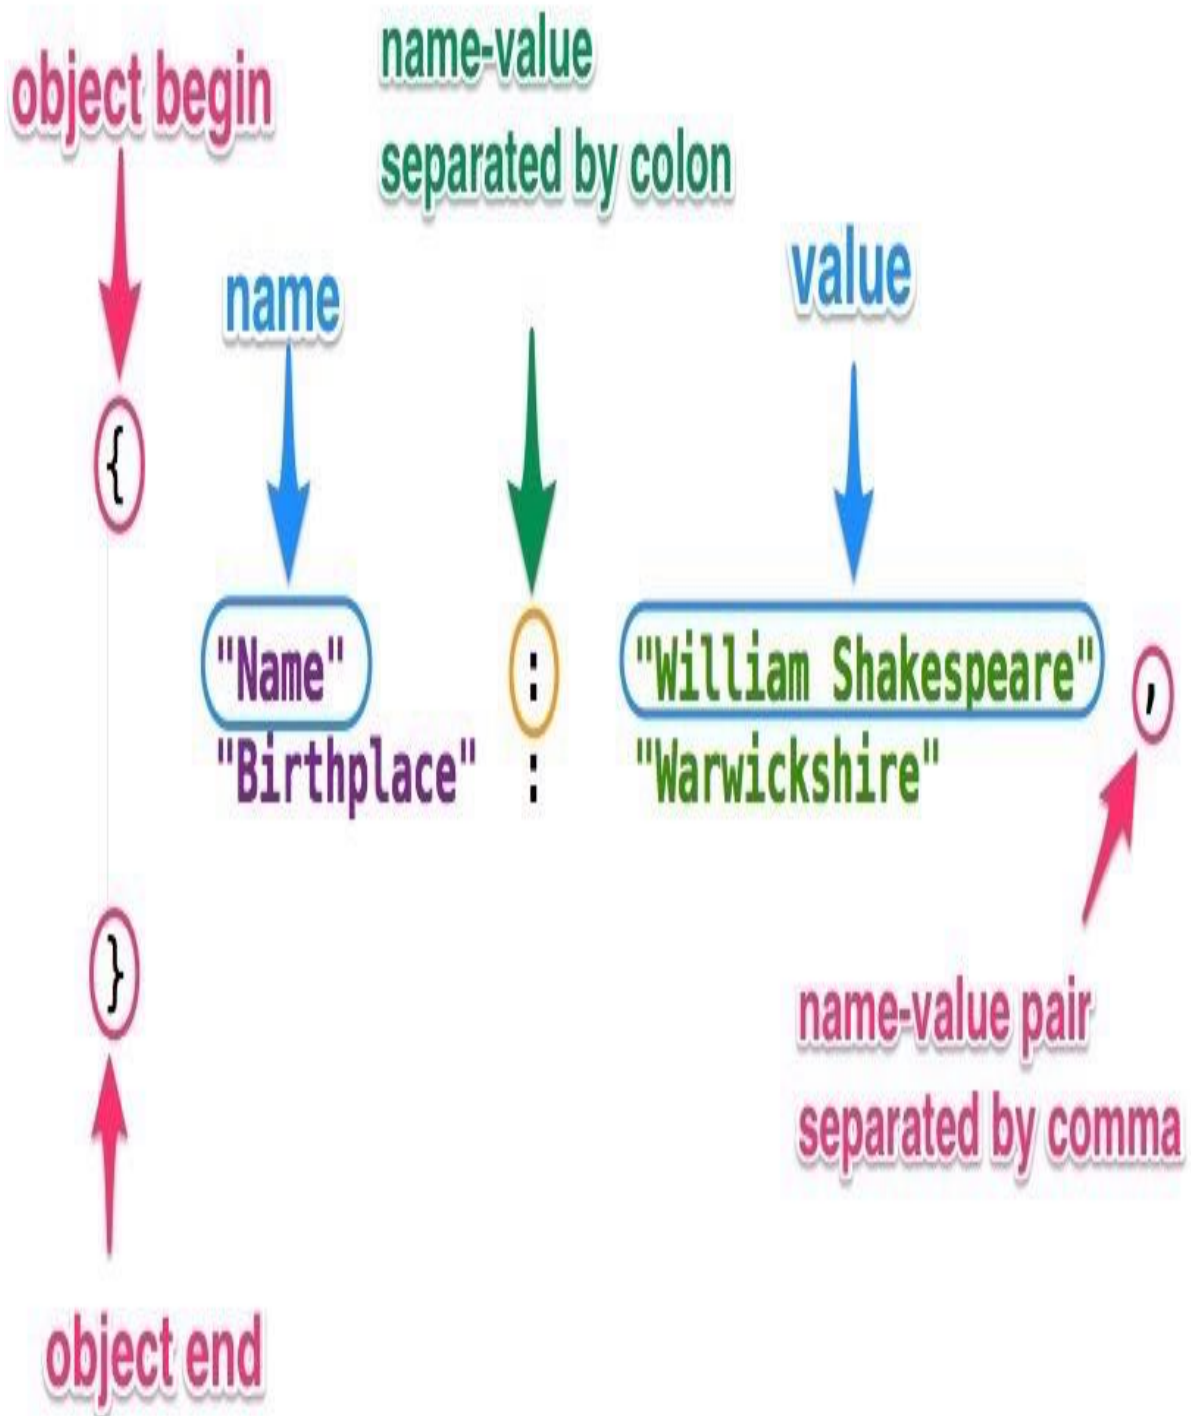 object begin
name-value
separated by colon
name
value
{
"Name" : "William Shakespeare" ,
"Birthplace" : "Warwickshire"
}
name-value pair
separated by comma
object end